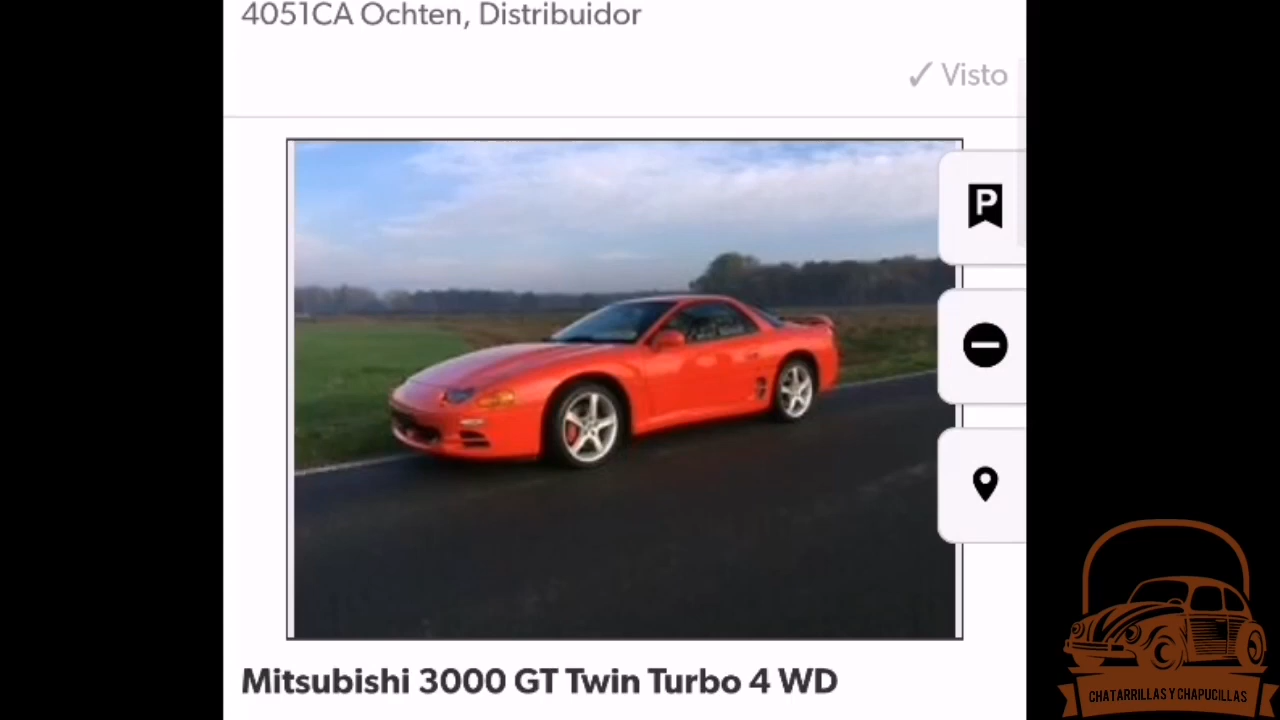 4051CA Ochten, Distribuidor
✓ Visto
P
Mitsubishi 3000 GT Twin Turbo 4 WD
CHATARRILLAS Y CHAPUCILLAS